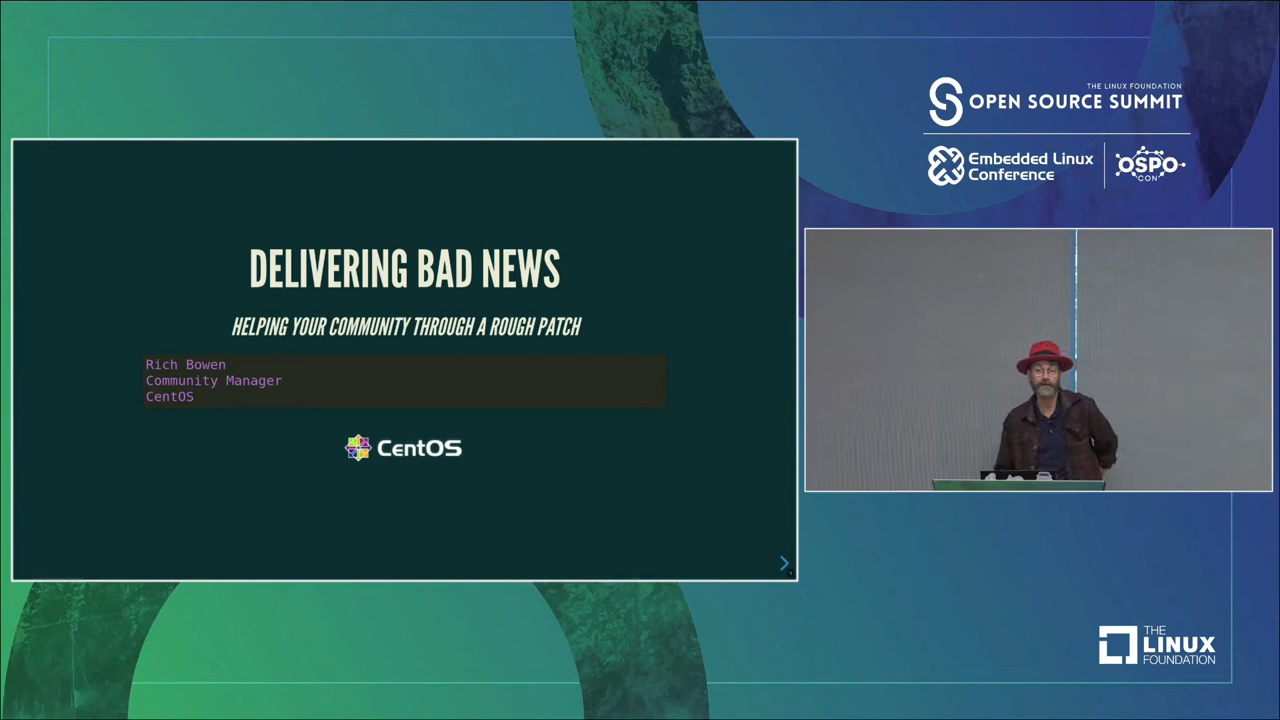 DELIVERING BAD NEWS
HELPING YOUR COMMUNITY THROUGH A ROUGH PATCH
Rich Bowen
Community Manager
CentOS
CentOS
THE LINUX FOUNDATION
OPEN SOURCE SUMMIT
Embedded Linux
Conference
OSPO
CON
THE
LINUX
FOUNDATION